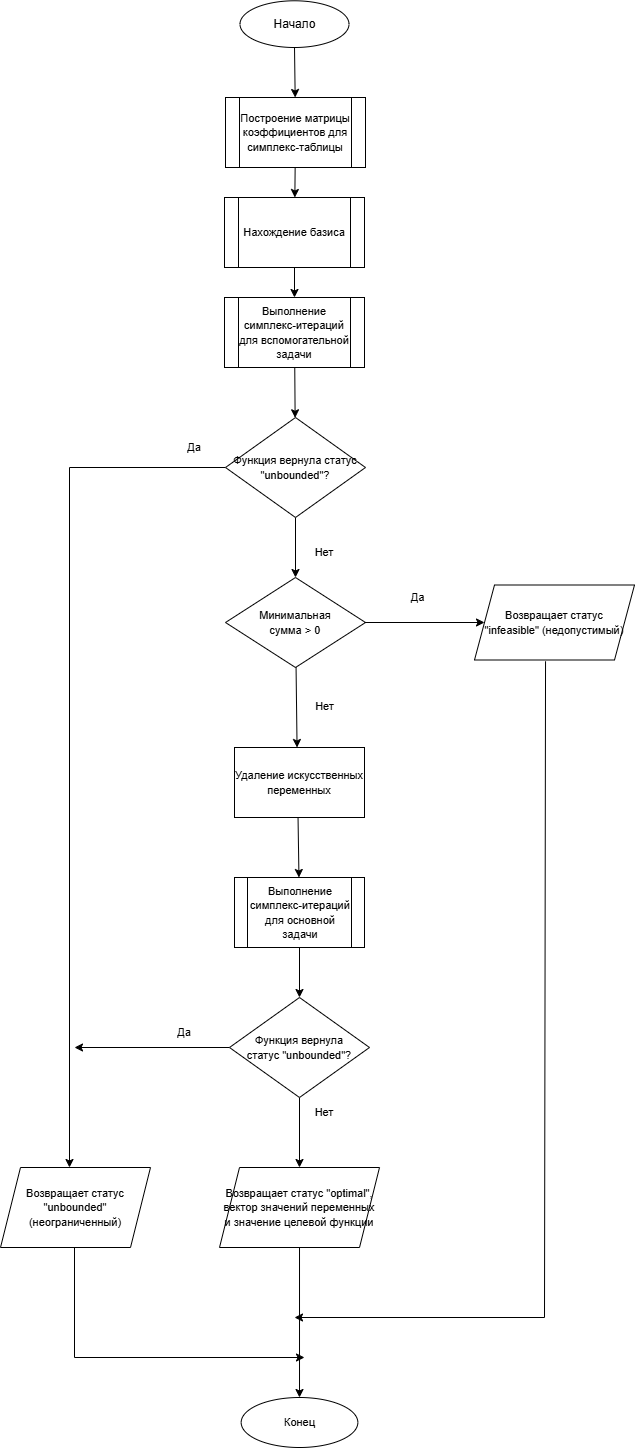 Начало
Построение матрицы
коэффициентов для
симплекс-таблицы
Нахождение базиса
Выполнение
симплекс-итераций
для вспомогательной
задачи
Да
Функция вернула статус
"unbounded"?
Нет
Минимальная
сумма > 0
Да
Возвращает статус
"infeasible" (недопустимый)
Нет
Удаление искусственных
переменных
Выполнение
симплекс-итераций
для основной
задачи
Да
Функция вернула
статус "unbounded"?
Нет
Возвращает статус
"unbounded"
(неограниченный)
Возвращает статус "optimal",
вектор значений переменных
и значение целевой функции
Конец